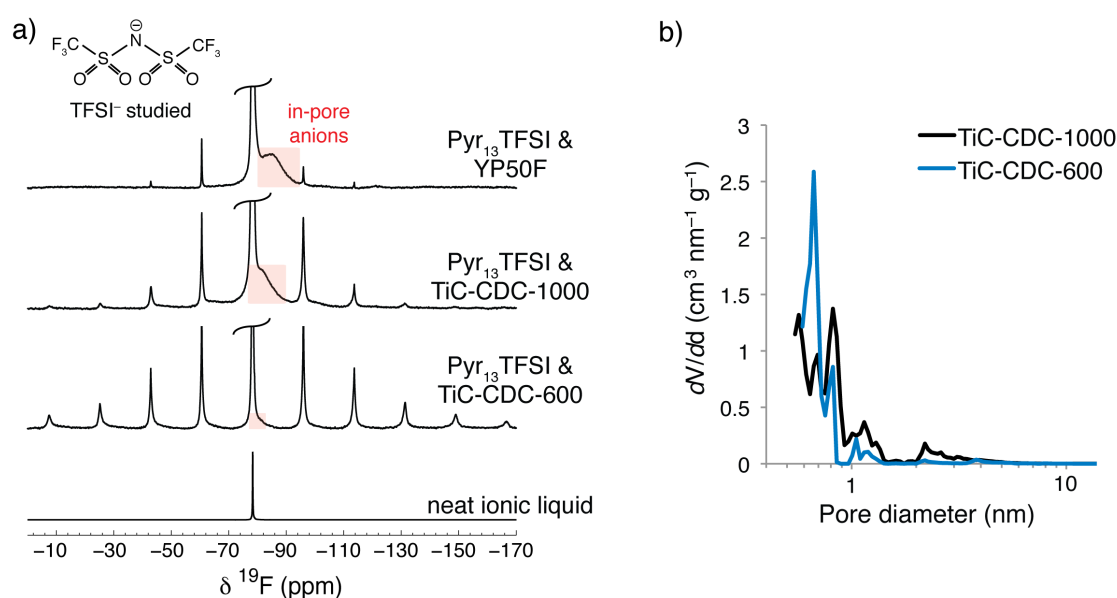 a)
⊖
F₃C
N
CF₃
S
S
O
O
O
O
TFSI⁻ studied
in-pore
anions
Pyr₁₃TFSI &
YP50F
Pyr₁₃TFSI &
TiC-CDC-1000
Pyr₁₃TFSI &
TiC-CDC-600
neat ionic liquid
−10 −30 −50 −70 −90 −110 −130 −150 −170
δ ¹⁹F (ppm)
b)
TiC-CDC-1000
TiC-CDC-600
dV/dd (cm³ nm⁻¹ g⁻¹)
3
2.5
2
1.5
1
0.5
0
1 10
Pore diameter (nm)